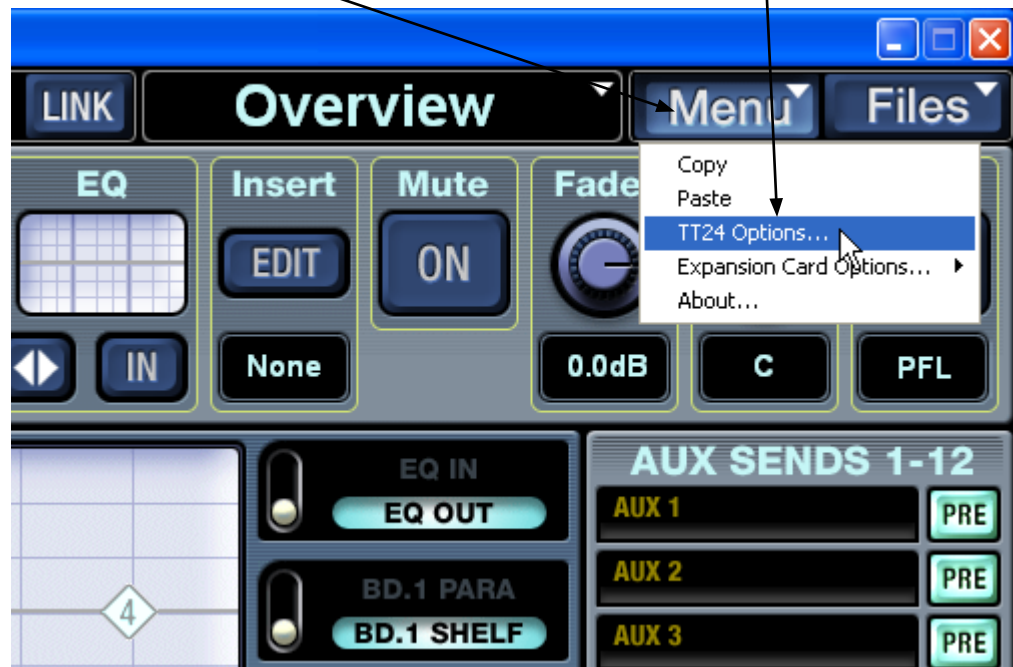 LINK
Overview
Menu
Files
EQ
Insert
Mute
Fade
Copy
Paste
TT24 Options...
Expansion Card Options...
About...
EDIT
ON
IN
None
0.0dB
C
PFL
EQ IN
EQ OUT
BD.1 PARA
BD.1 SHELF
4
AUX SENDS 1-12
AUX 1
PRE
AUX 2
PRE
AUX 3
PRE